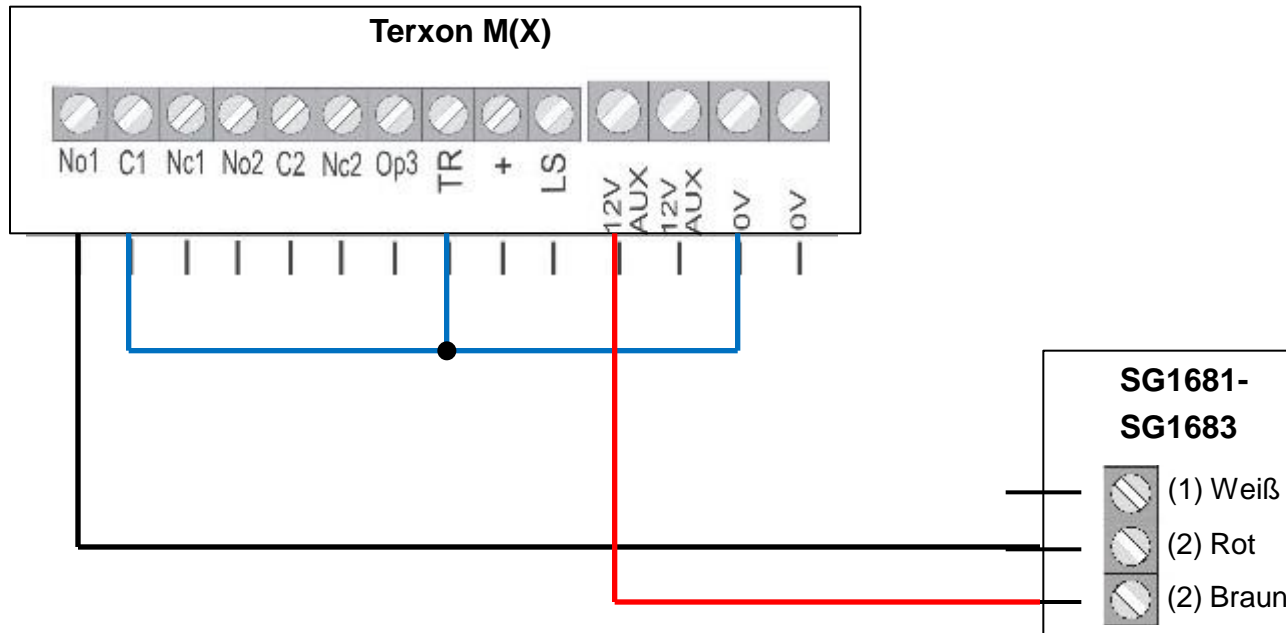 Terxon M(X)
No1 C1 Nc1 No2 C2 Nc2 Op3 TR + LS
12V AUX
12V AUX
0V
0V
SG1681-
SG1683
(1) Weiß
(2) Rot
(2) Braun